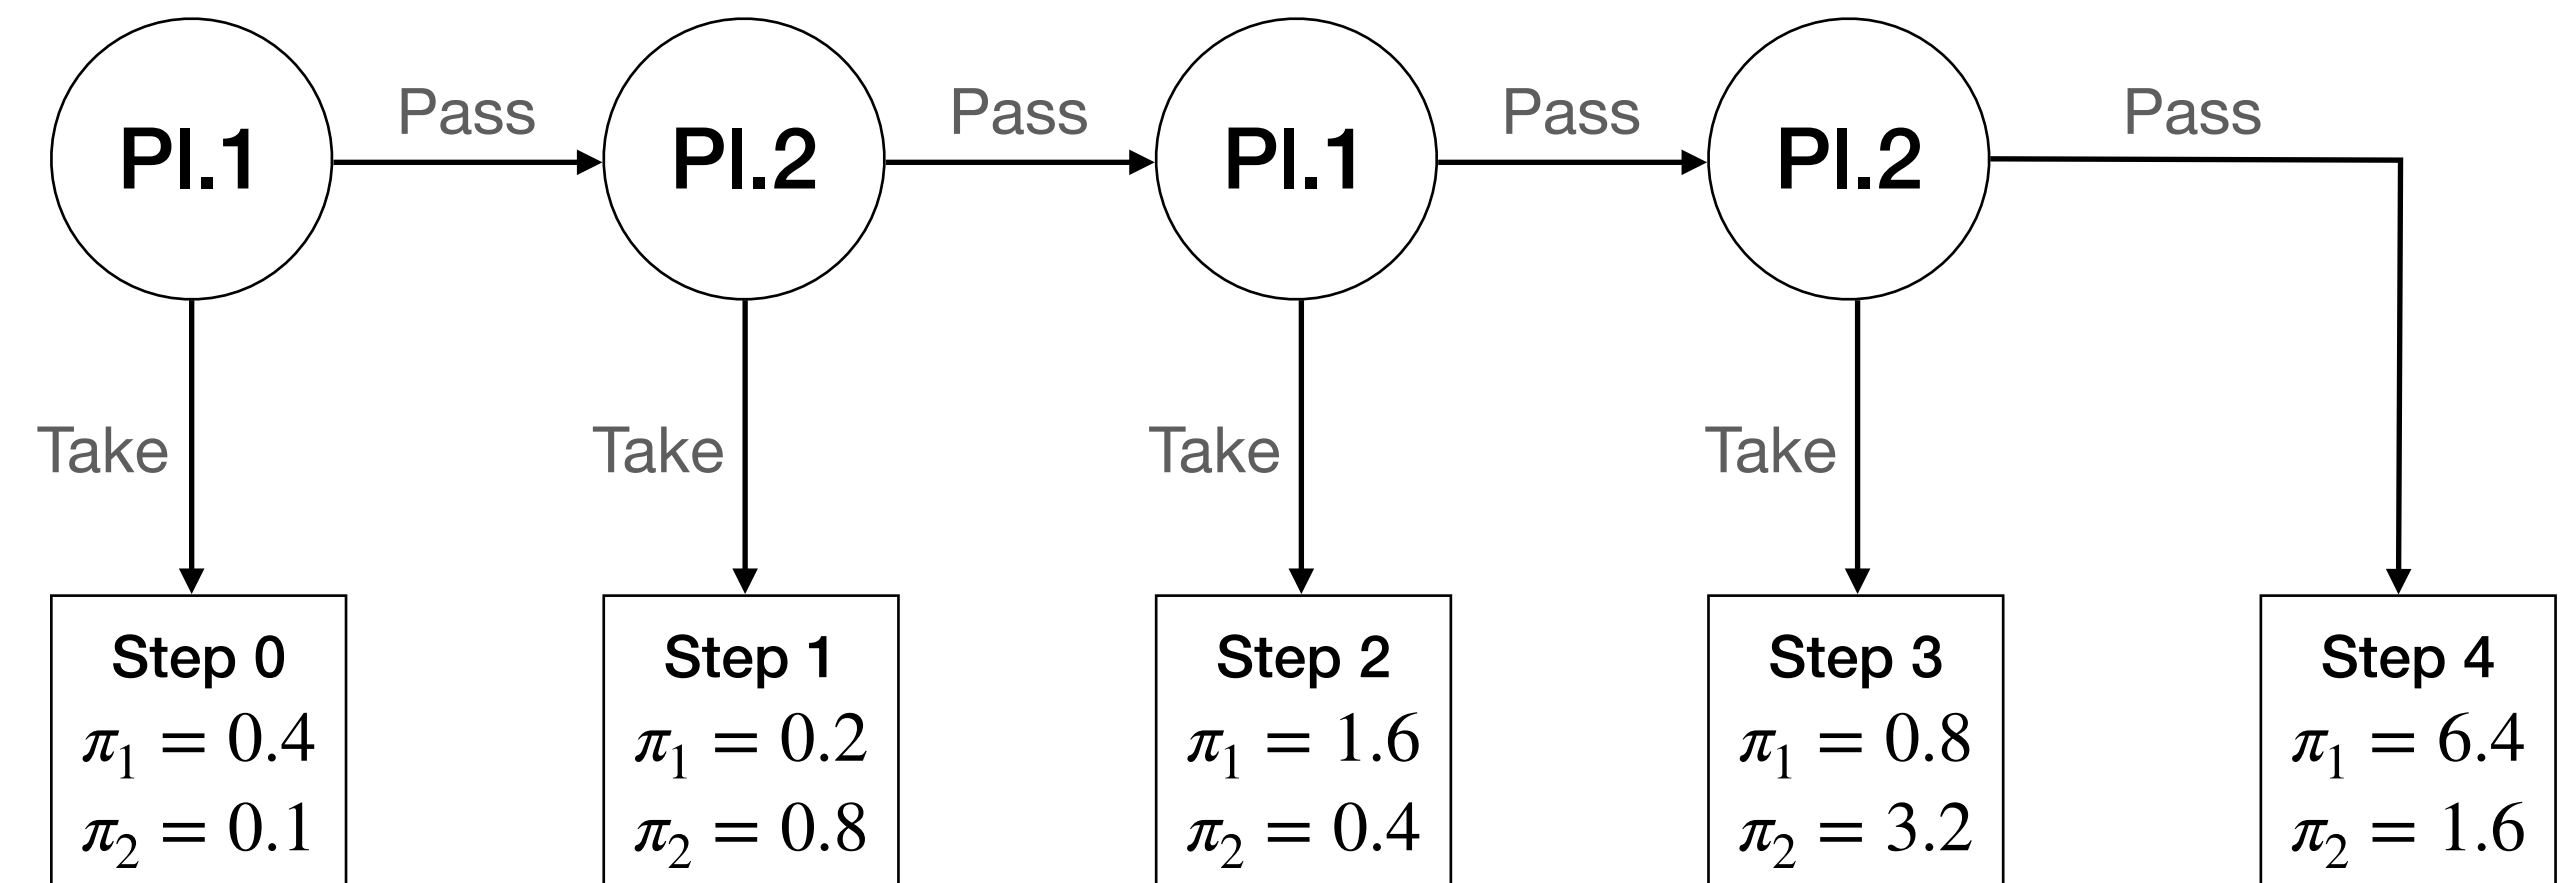 Pl.1 Pass Pl.2 Pass Pl.1 Pass Pl.2 Pass
Take Take Take Take
Step 0
π₁ = 0.4
π₂ = 0.1
Step 1
π₁ = 0.2
π₂ = 0.8
Step 2
π₁ = 1.6
π₂ = 0.4
Step 3
π₁ = 0.8
π₂ = 3.2
Step 4
π₁ = 6.4
π₂ = 1.6